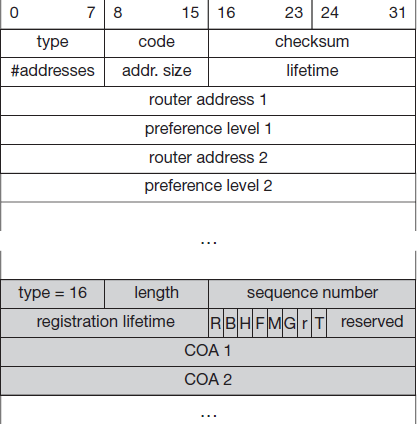 0 7 8 15 16 23 24 31
type code checksum
#addresses addr. size lifetime
router address 1
preference level 1
router address 2
preference level 2
...
type = 16 length sequence number
registration lifetime R B H F M G r T reserved
COA 1
COA 2
...